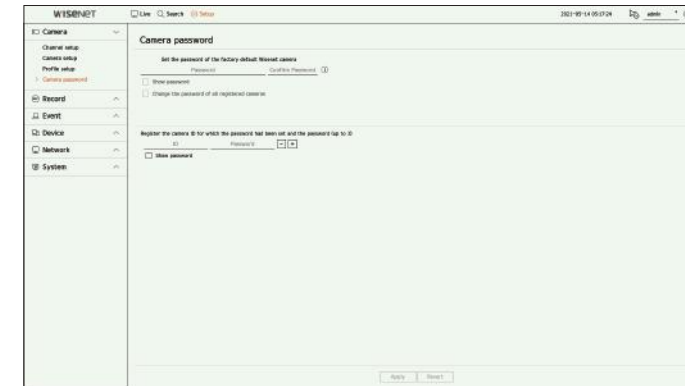 WISENET
Live Search Setup
2021-05-14 05:17:24 admin
Camera
Channel setup
Camera setup
Profile setup
Camera password
Record
Event
Device
Network
System
Camera password
Set the password of the factory default Wisenet camera
Password Confirm Password
Show password
Change the password of all registered cameras
Register the camera ID for which the password had been set and the password (up to 3)
ID Password
Show password
Apply Revert